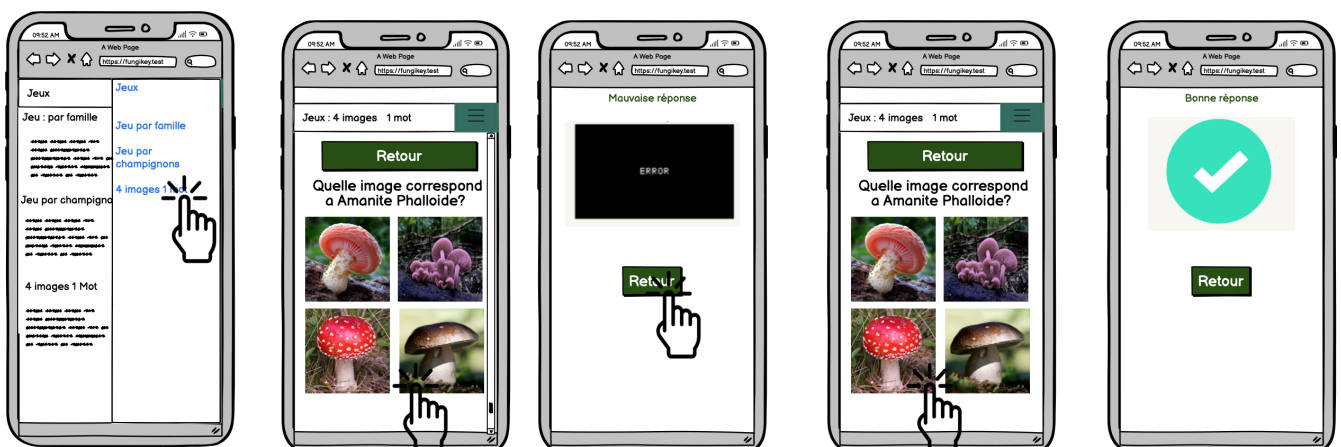 09:52 AM
A Web Page
https://fungikey.test
Jeux
Jeu : par famille
Jeu par champigno
4 images 1 Mot
Jeux
Jeu par famille
Jeu par
champignons
4 images 1
09:52 AM
A Web Page
https://fungikey.test
Jeux : 4 images 1 mot
Retour
Quelle image correspond
a Amanite Phalloide?
09:52 AM
A Web Page
https://fungikey.test
Mauvaise réponse
ERROR
Retour
09:52 AM
A Web Page
https://fungikey.test
Jeux : 4 images 1 mot
Retour
Quelle image correspond
a Amanite Phalloide?
09:52 AM
A Web Page
https://fungikey.test
Bonne réponse
Retour